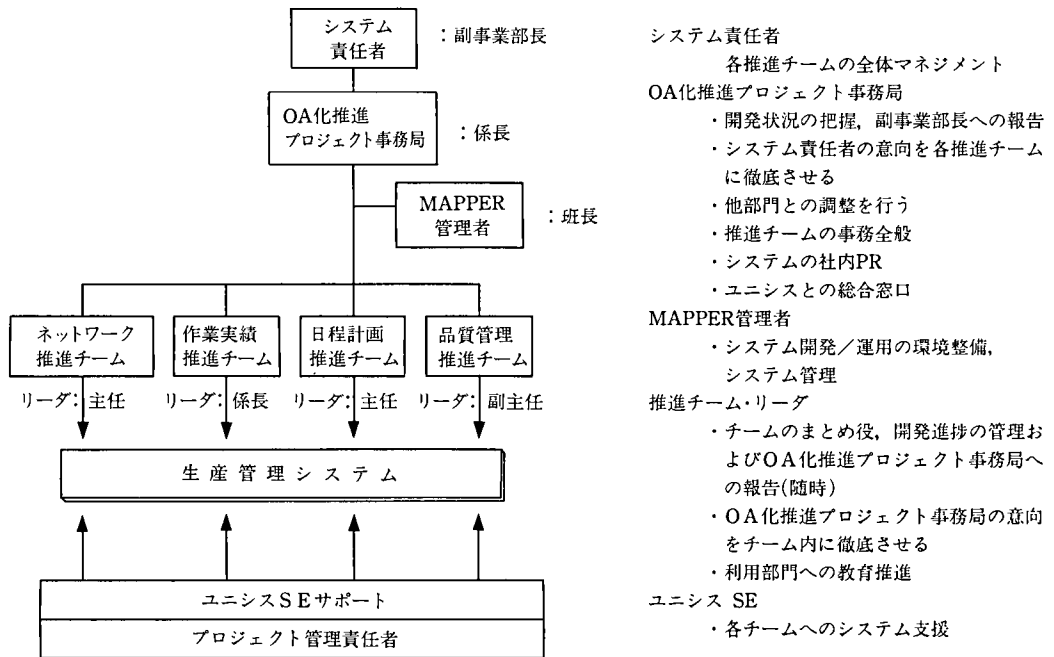 システム
責任者
:副事業部長
OA化推進
プロジェクト事務局
:係長
MAPPER
管理者
:班長
ネットワーク
推進チーム
作業実績
推進チーム
日程計画
推進チーム
品質管理
推進チーム
リーダ:主任
リーダ:係長
リーダ:主任
リーダ:副主任
生産管理システム
ユニシスSEサポート
プロジェクト管理責任者
システム責任者
各推進チームの全体マネジメント
OA化推進プロジェクト事務局
・開発状況の把握,副事業部長への報告
・システム責任者の意向を各推進チーム
に徹底させる
・他部門との調整を行う
・推進チームの事務全般
・システムの社内PR
・ユニシスとの総合窓口
MAPPER管理者
・システム開発/運用の環境整備,
システム管理
推進チーム・リーダ
・チームのまとめ役,開発進捗の管理お
よびOA化推進プロジェクト事務局へ
の報告(随時)
・OA化推進プロジェクト事務局の意向
をチーム内に徹底させる
・利用部門への教育推進
ユニシス SE
・各チームへのシステム支援